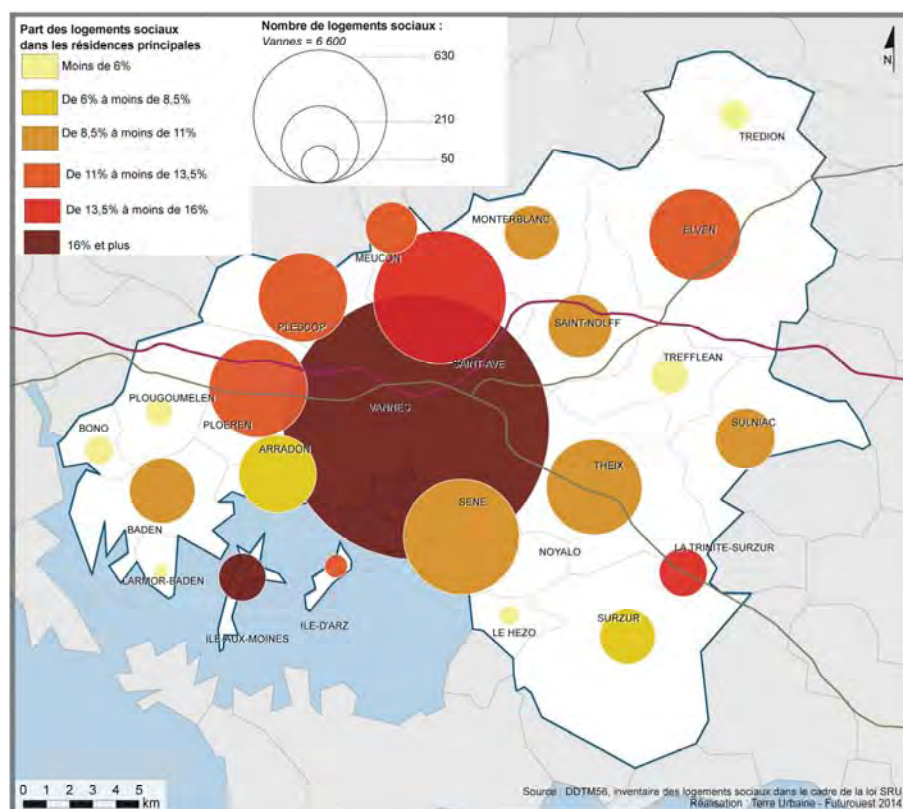 Part des logements sociaux
dans les résidences principales
Moins de 6%
De 6% à moins de 8,5%
De 8,5% à moins de 11%
De 11% à moins de 13,5%
De 13,5% à moins de 16%
16% et plus
Nombre de logements sociaux :
Vannes = 6 600
630
210
50
N
TREDION
MONTERBLANC
ELVEN
MEUCON
PLESCOP
SAINT-NOLFF
SAINT-AVE
TREFFLEAN
PLOUGOUMELEN
VANNES
BONO
PLOEREN
SULNIAC
ARRADON
THEIX
SENE
BADEN
NOYALO
LA TRINITE-SURZUR
LARMOR-BADEN
ILE-AUX-MOINES
ILE-D'ARZ
LE HEZO
SURZUR
0 1 2 3 4 5
km
Source : DDTM56, inventaire des logements sociaux dans le cadre de la loi SRU
Réalisation : Terre Urbaine - Futurouest 2014